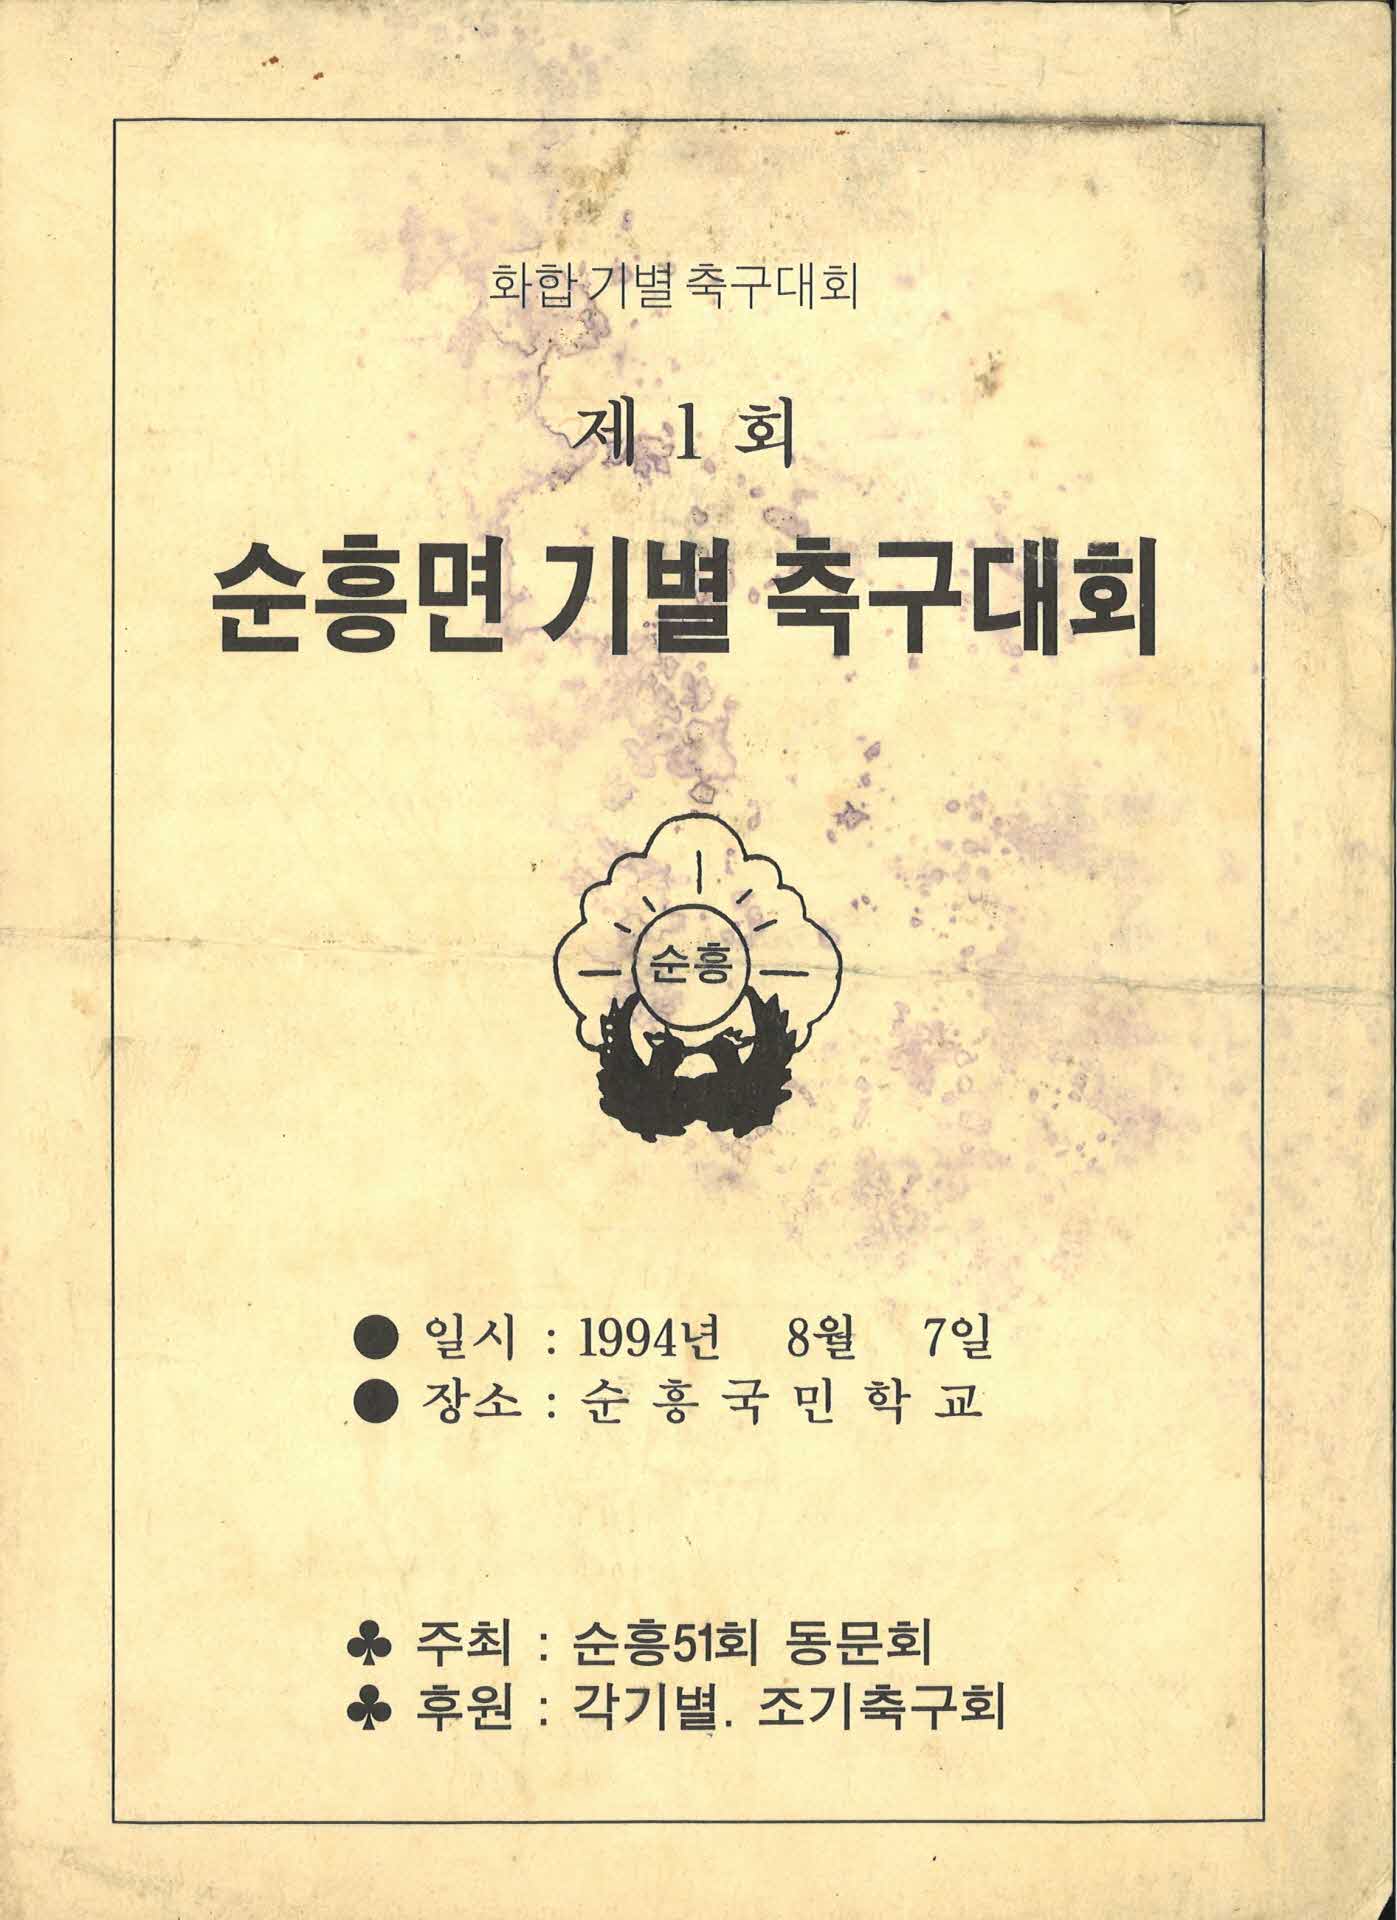 화합 기별 축구대회
제 1 회
순흥면 기별 축구대회
순흥
● 일시 : 1994년 8월 7일
● 장소 : 순 흥 국 민 학 교
♣ 주최 : 순흥51회 동문회
♣ 후원 : 각기별. 조기축구회